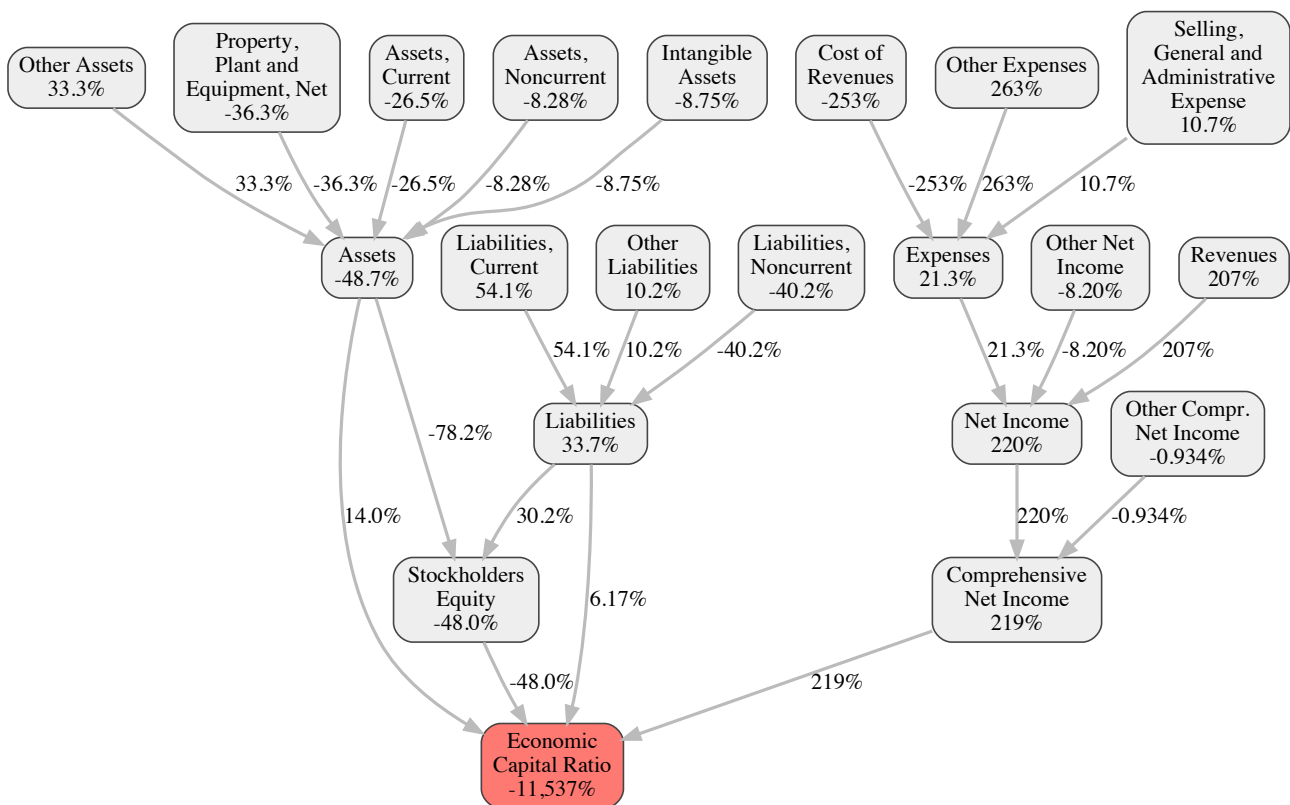 Other Assets
33.3%
Property,
Plant and
Equipment, Net
-36.3%
Assets,
Current
-26.5%
Assets,
Noncurrent
-8.28%
Intangible
Assets
-8.75%
Cost of
Revenues
-253%
Other Expenses
263%
Selling,
General and
Administrative
Expense
10.7%
33.3%
-36.3%
-26.5%
-8.28%
-8.75%
-253%
263%
10.7%
Assets
-48.7%
Liabilities,
Current
54.1%
Other
Liabilities
10.2%
Liabilities,
Noncurrent
-40.2%
Expenses
21.3%
Other Net
Income
-8.20%
Revenues
207%
54.1%
10.2%
-40.2%
21.3%
-8.20%
207%
Liabilities
33.7%
Net Income
220%
Other Compr.
Net Income
-0.934%
-78.2%
14.0%
30.2%
220%
-0.934%
Stockholders
Equity
-48.0%
6.17%
Comprehensive
Net Income
219%
-48.0%
219%
Economic
Capital Ratio
-11,537%